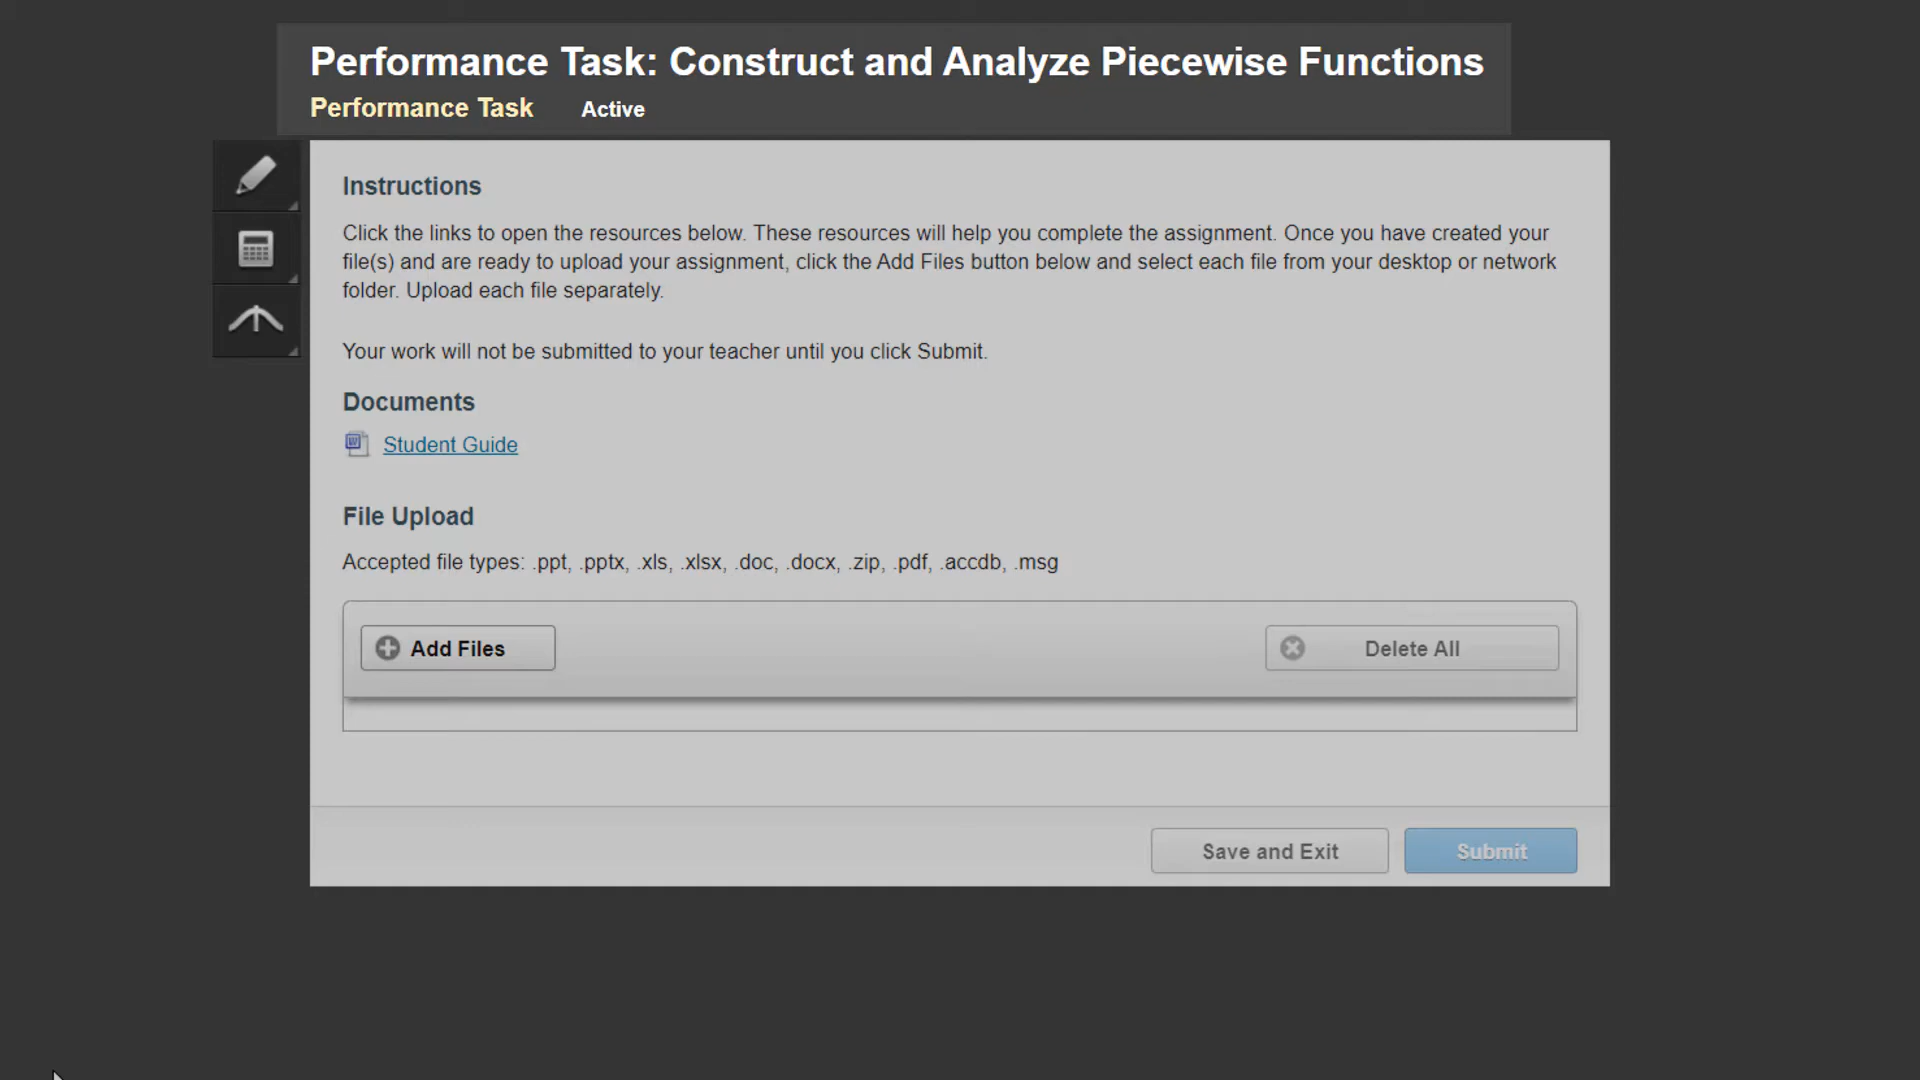 Performance Task: Construct and Analyze Piecewise Functions
Performance Task Active
Instructions
Click the links to open the resources below. These resources will help you complete the assignment. Once you have created your
file(s) and are ready to upload your assignment, click the Add Files button below and select each file from your desktop or network
folder. Upload each file separately.
Your work will not be submitted to your teacher until you click Submit.
Documents
Student Guide
File Upload
Accepted file types: .ppt, .pptx, .xls, .xlsx, .doc, .docx, .zip, .pdf, .accdb, .msg
Add Files Delete All
Save and Exit Submit